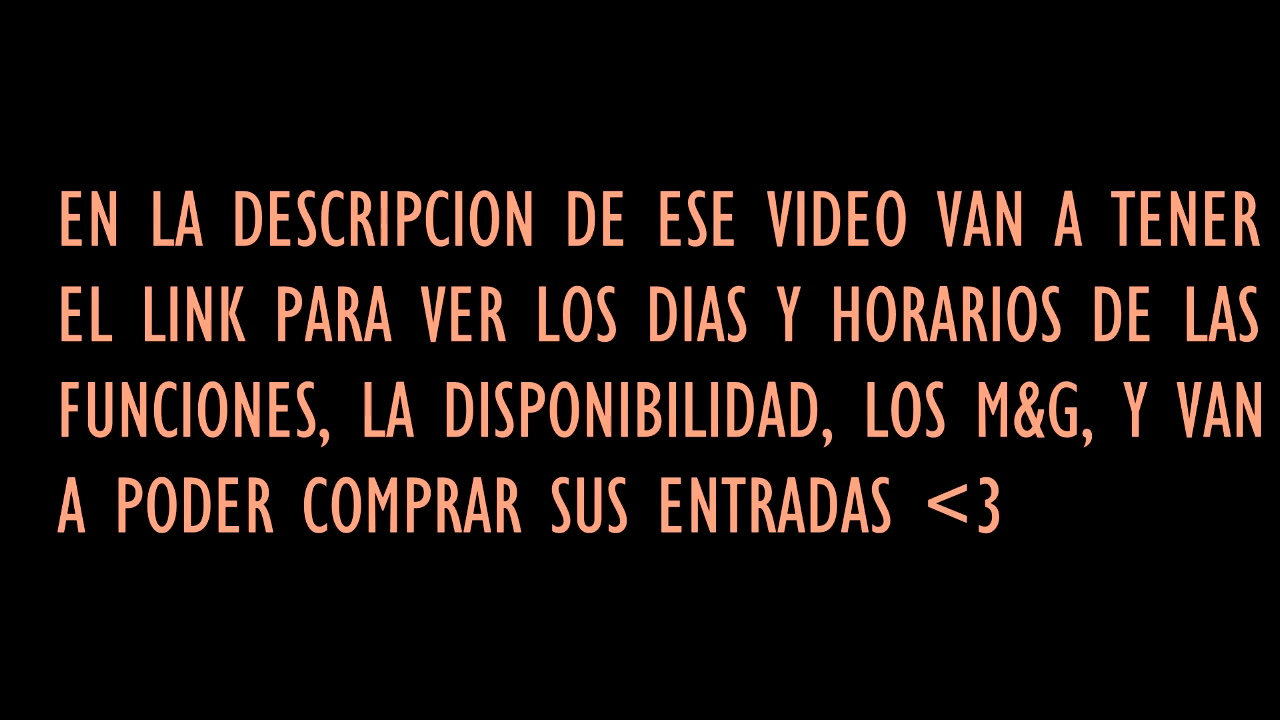 EN LA DESCRIPCION DE ESE VIDEO VAN A TENER
EL LINK PARA VER LOS DIAS Y HORARIOS DE LAS
FUNCIONES, LA DISPONIBILIDAD, LOS M&G, Y VAN
A PODER COMPRAR SUS ENTRADAS <3